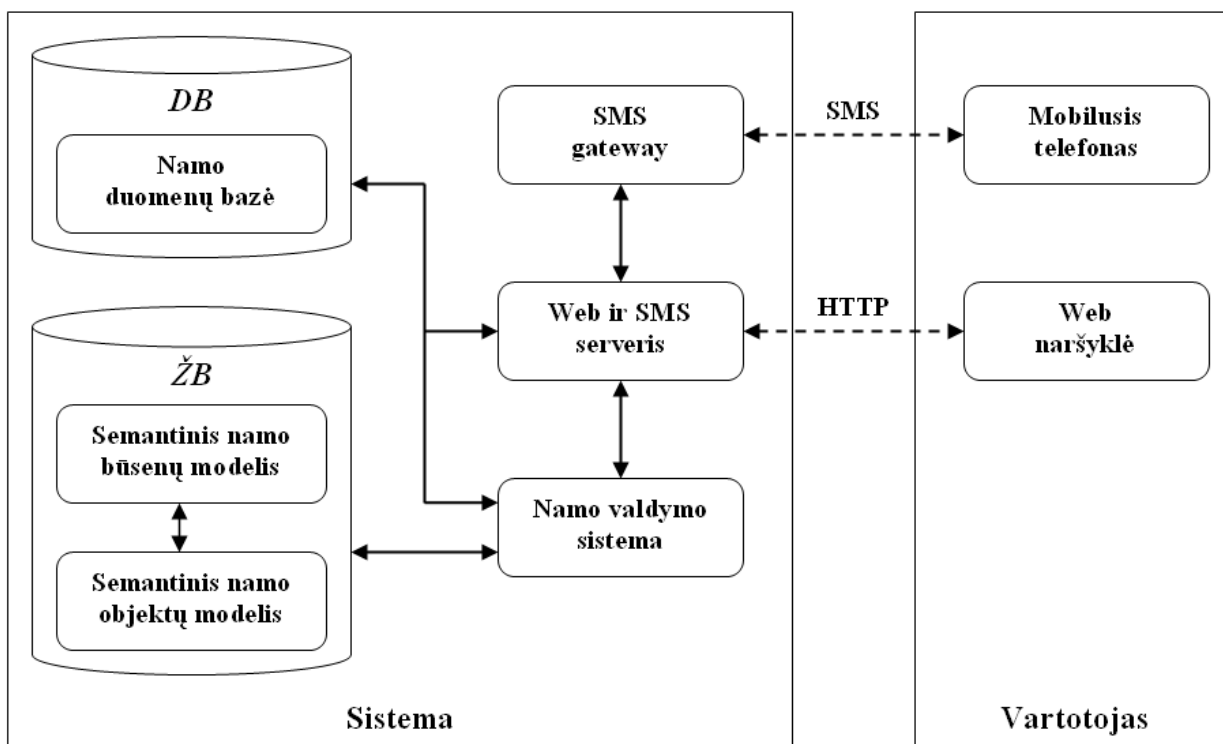 DB
Namo
duomenų bazė
ŽB
Semantinis namo
būsenų modelis
Semantinis namo
objektų modelis
SMS
gateway
Web ir SMS
serveris
Namo valdymo
sistema
Sistema
SMS
HTTP
Mobilusis
telefonas
Web
naršyklė
Vartotojas